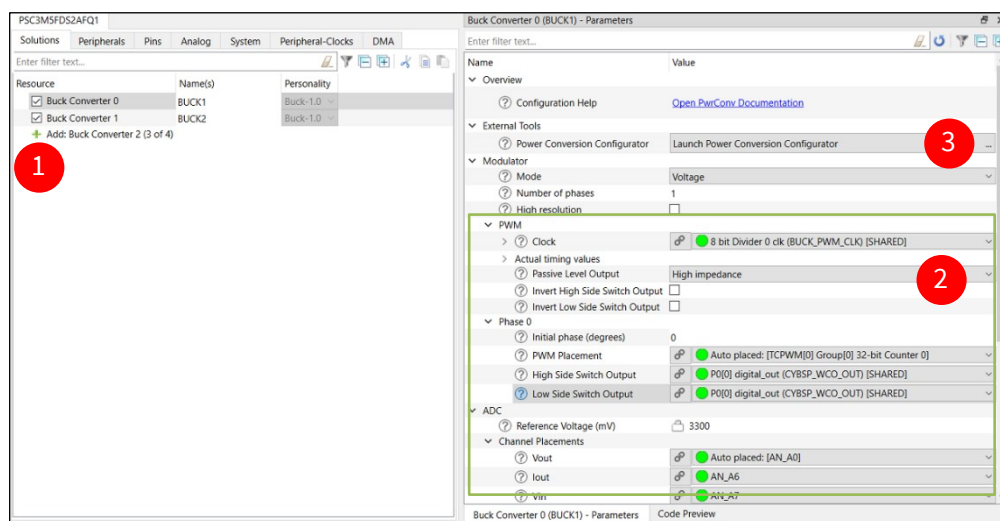 PSC3M5FDS2AFQ1
Solutions Peripherals Pins Analog System Peripheral-Clocks DMA
Enter filter text...
Resource Name(s) Personality
Buck Converter 0 BUCK1 Buck-1.0
Buck Converter 1 BUCK2 Buck-1.0
Add: Buck Converter 2 (3 of 4)
1
Buck Converter 0 (BUCK1) - Parameters
Enter filter text...
Name Value
Overview
Configuration Help Open PwrConv Documentation
External Tools
Power Conversion Configurator Launch Power Conversion Configurator ...
3
Modulator
Mode Voltage
Number of phases 1
High resolution
PWM
Clock 8 bit Divider 0 clk (BUCK_PWM_CLK) [SHARED]
Actual timing values
Passive Level Output High impedance
2
Invert High Side Switch Output
Invert Low Side Switch Output
Phase 0
Initial phase (degrees) 0
PWM Placement Auto placed: [TCPWM[0] Group[0] 32-bit Counter 0]
High Side Switch Output P0[0] digital_out (CYBSP_WCO_OUT) [SHARED]
Low Side Switch Output P0[0] digital_out (CYBSP_WCO_OUT) [SHARED]
ADC
Reference Voltage (mV) 3300
Channel Placements
Vout Auto placed: [AN_A0]
Iout AN_A6
Vin AN_A7
Buck Converter 0 (BUCK1) - Parameters Code Preview